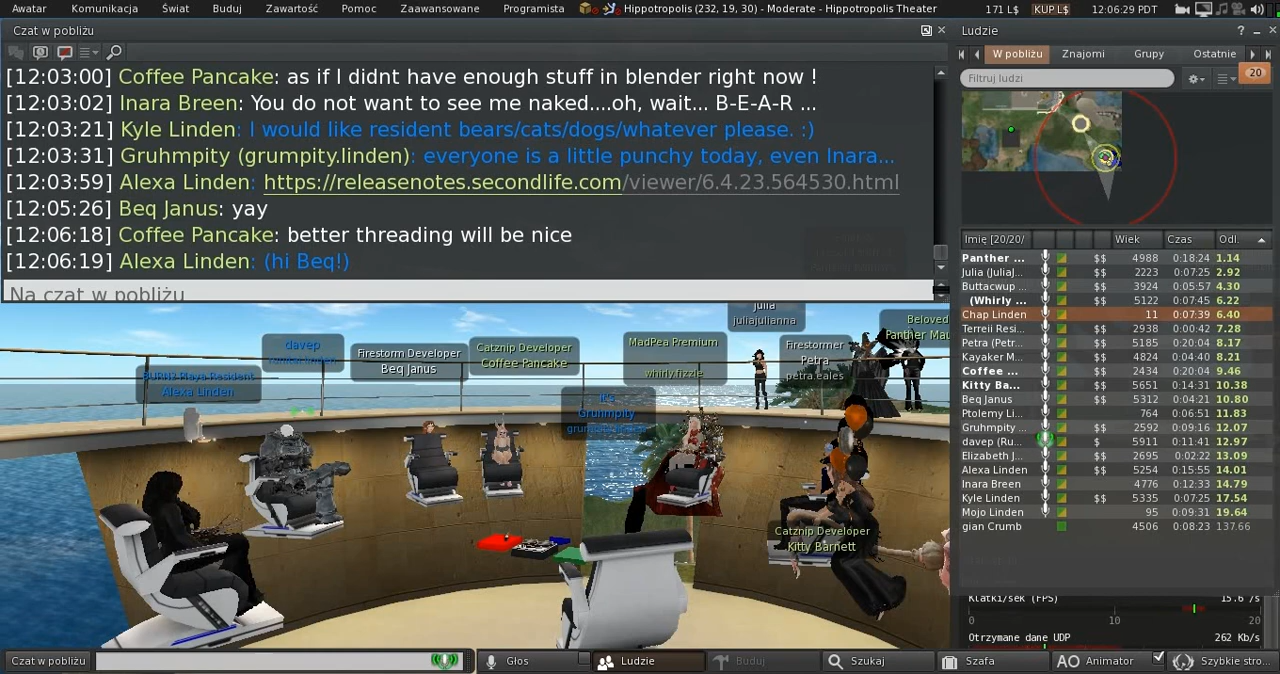 Awatar Komunikacja Świat Buduj Zawartość Pomoc Zaawansowane Programista Hippotropolis (232, 19, 30) - Moderate - Hippotropolis Theater 171 L$ KUP L$ 12:06:29 PDT
Czat w pobliżu
[12:03:00] Coffee Pancake: as if I didnt have enough stuff in blender right now !
[12:03:02] Inara Breen: You do not want to see me naked....oh, wait... B-E-A-R ...
[12:03:21] Kyle Linden: I would like resident bears/cats/dogs/whatever please. :)
[12:03:31] Gruhmpity (grumpity.linden): everyone is a little punchy today, even Inara...
[12:03:59] Alexa Linden: https://releasenotes.secondlife.com/viewer/6.4.23.564530.html
[12:05:26] Beq Janus: yay
[12:06:18] Coffee Pancake: better threading will be nice
[12:06:19] Alexa Linden: (hi Beq!)
Na czat w pobliżu
Ludzie
W pobliżu Znajomi Grupy Ostatnie
Filtruj ludzi
20
Imię [20/20/ Wiek Czas Odl.
Panther ... $$ 4988 0:18:24 1.14
Julia (JuliaJ... $$ 2223 0:07:25 2.92
Buttacwup ... $$ 3924 0:05:57 4.30
(Whirly ... $$ 5122 0:07:45 6.22
Chap Linden 11 0:07:39 6.40
Terreii Resi... $$ 2938 0:00:42 7.28
Petra (Petr... $$ 5185 0:20:04 8.17
Kayaker M... $$ 4824 0:04:40 8.21
Coffee ... $$ 2434 0:20:04 9.46
Kitty Ba... $$ 5651 0:14:31 10.38
Beq Janus $$ 5312 0:04:21 10.80
Ptolemy Li... 764 0:06:51 11.83
Gruhmpity ... $$ 2592 0:09:16 12.07
davep (Ru... $ 5911 0:11:41 12.97
Elizabeth J... $$ 2695 0:02:22 13.09
Alexa Linden $$ 5254 0:15:55 14.01
Inara Breen 4776 0:12:33 14.79
Kyle Linden $$ 5335 0:07:25 17.54
Mojo Linden 95 0:09:31 19.64
gian Crumb 4506 0:08:23 137.66
Klatki/sek (FPS) 15.6 /s
0 10 20
Otrzymane dane UDP 262 Kb/s
julia
juliajulianna
Beloved
Panther Mau
davep
Firestorm Developer
Beq Janus
Catznip Developer
Coffee Pancake
MadPea Premium
whirly.fizzle
Firestormer
Petra
petra.eales
Resident
Alexa Linden
It's
Gruhmpity
Catznip Developer
Kitty Barnett
Czat w pobliżu Głos Ludzie Buduj Szukaj Szafa AO Animator Szybkie stro...